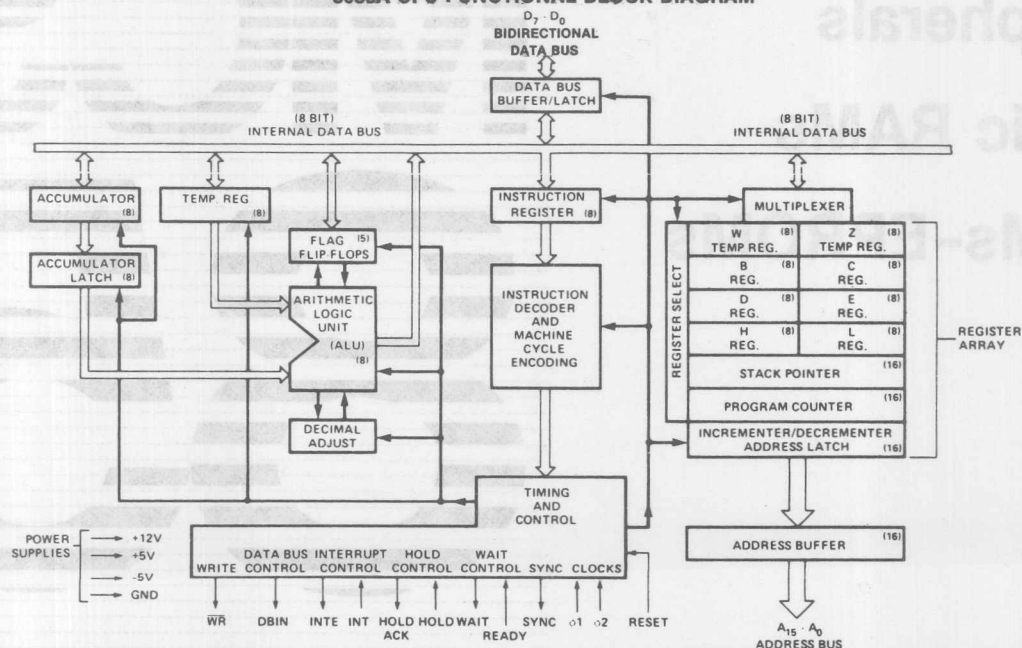 8080A CPU FUNCTIONAL BLOCK DIAGRAM
D7 - D0
BIDIRECTIONAL
DATA BUS
DATA BUS
BUFFER/LATCH
(8 BIT)
INTERNAL DATA BUS
(8 BIT)
INTERNAL DATA BUS
ACCUMULATOR
(8)
TEMP. REG
(8)
INSTRUCTION
REGISTER (8)
MULTIPLEXER
ACCUMULATOR
LATCH (8)
FLAG (5)
FLIP-FLOPS
ARITHMETIC
LOGIC
UNIT
(ALU)
(8)
DECIMAL
ADJUST
INSTRUCTION
DECODER
AND
MACHINE
CYCLE
ENCODING
REGISTER SELECT
W (8)
TEMP REG.
Z (8)
TEMP REG.
B (8)
REG.
C (8)
REG.
D (8)
REG.
E (8)
REG.
H (8)
REG.
L (8)
REG.
STACK POINTER (16)
PROGRAM COUNTER (16)
INCREMENTER/DECREMENTER
ADDRESS LATCH (16)
REGISTER
ARRAY
TIMING
AND
CONTROL
WRITE
DATA BUS
CONTROL
INTERRUPT
CONTROL
HOLD
CONTROL
WAIT
CONTROL
SYNC
CLOCKS
POWER
SUPPLIES
+12V
+5V
-5V
GND
WR
DBIN
INTE
INT
HOLD
ACK
HOLD
WAIT
READY
SYNC
φ1
φ2
RESET
ADDRESS BUFFER (16)
A15 - A0
ADDRESS BUS